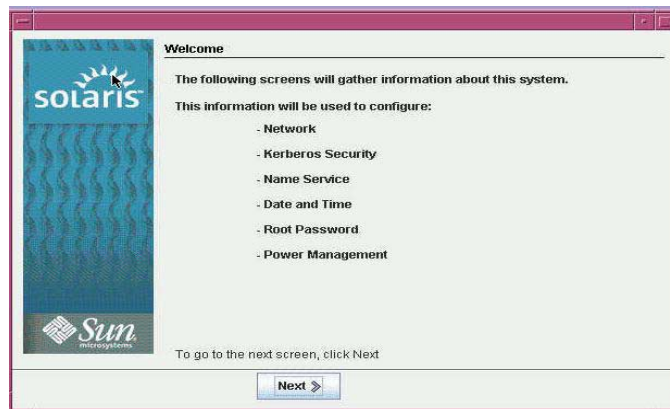 Welcome
solaris
The following screens will gather information about this system.
This information will be used to configure:
- Network
- Kerberos Security
- Name Service
- Date and Time
- Root Password
- Power Management
Sun
microsystems
To go to the next screen, click Next
Next